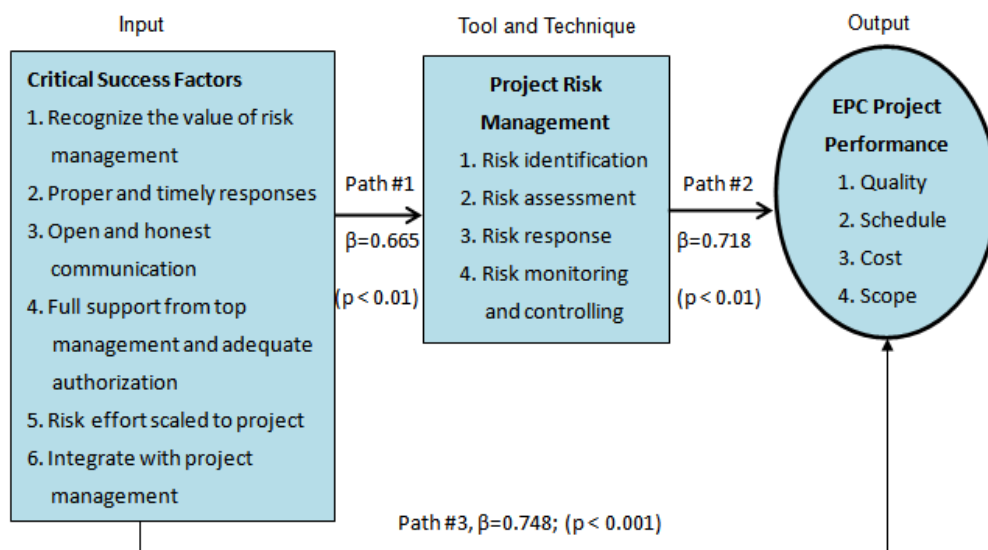 Input
Tool and Technique
Output
Critical Success Factors
1. Recognize the value of risk
management
2. Proper and timely responses
3. Open and honest
communication
4. Full support from top
management and adequate
authorization
5. Risk effort scaled to project
6. Integrate with project
management
Path #1
β=0.665
(p < 0.01)
Project Risk
Management
1. Risk identification
2. Risk assessment
3. Risk response
4. Risk monitoring
and controlling
Path #2
β=0.718
(p < 0.01)
EPC Project
Performance
1. Quality
2. Schedule
3. Cost
4. Scope
Path #3, β=0.748; (p < 0.001)